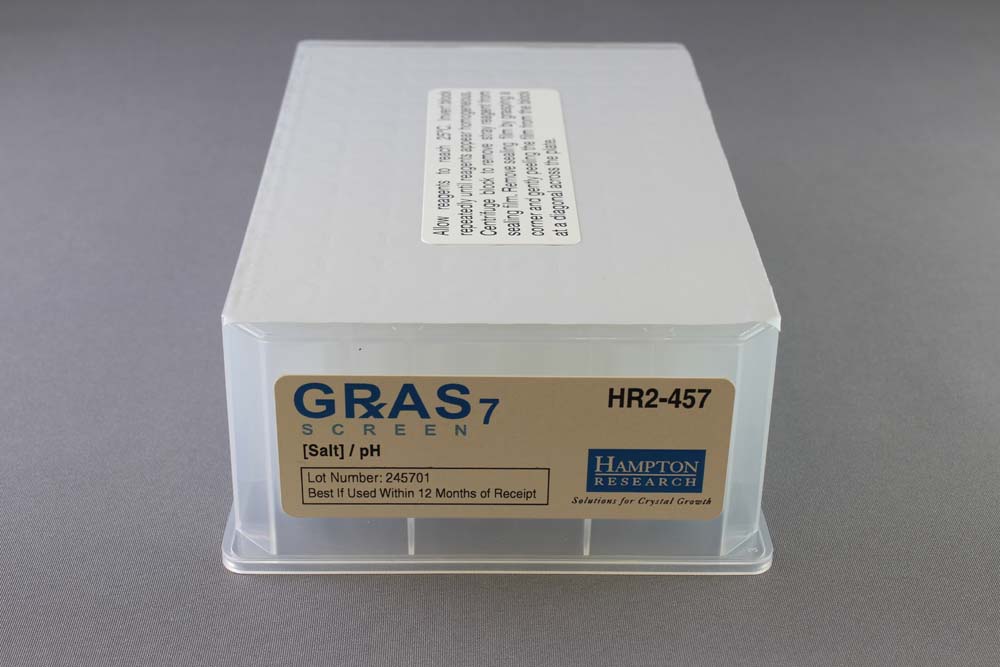 Allow reagents to reach 25°C. Invert block
repeatedly until reagents appear homogeneous.
Centrifuge block to remove stray reagent from
sealing film. Remove sealing film by grasping a
corner and gently peeling the film from the block
at a diagonal across the plate.
GRxAS 7
SCREEN
HR2-457
[Salt] / pH
Lot Number: 245701
Best If Used Within 12 Months of Receipt
HAMPTON
RESEARCH
Solutions for Crystal Growth